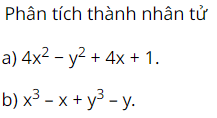 Phân tích thành nhân tử
a) 4x² – y² + 4x + 1.
b) x³ – x + y³ – y.